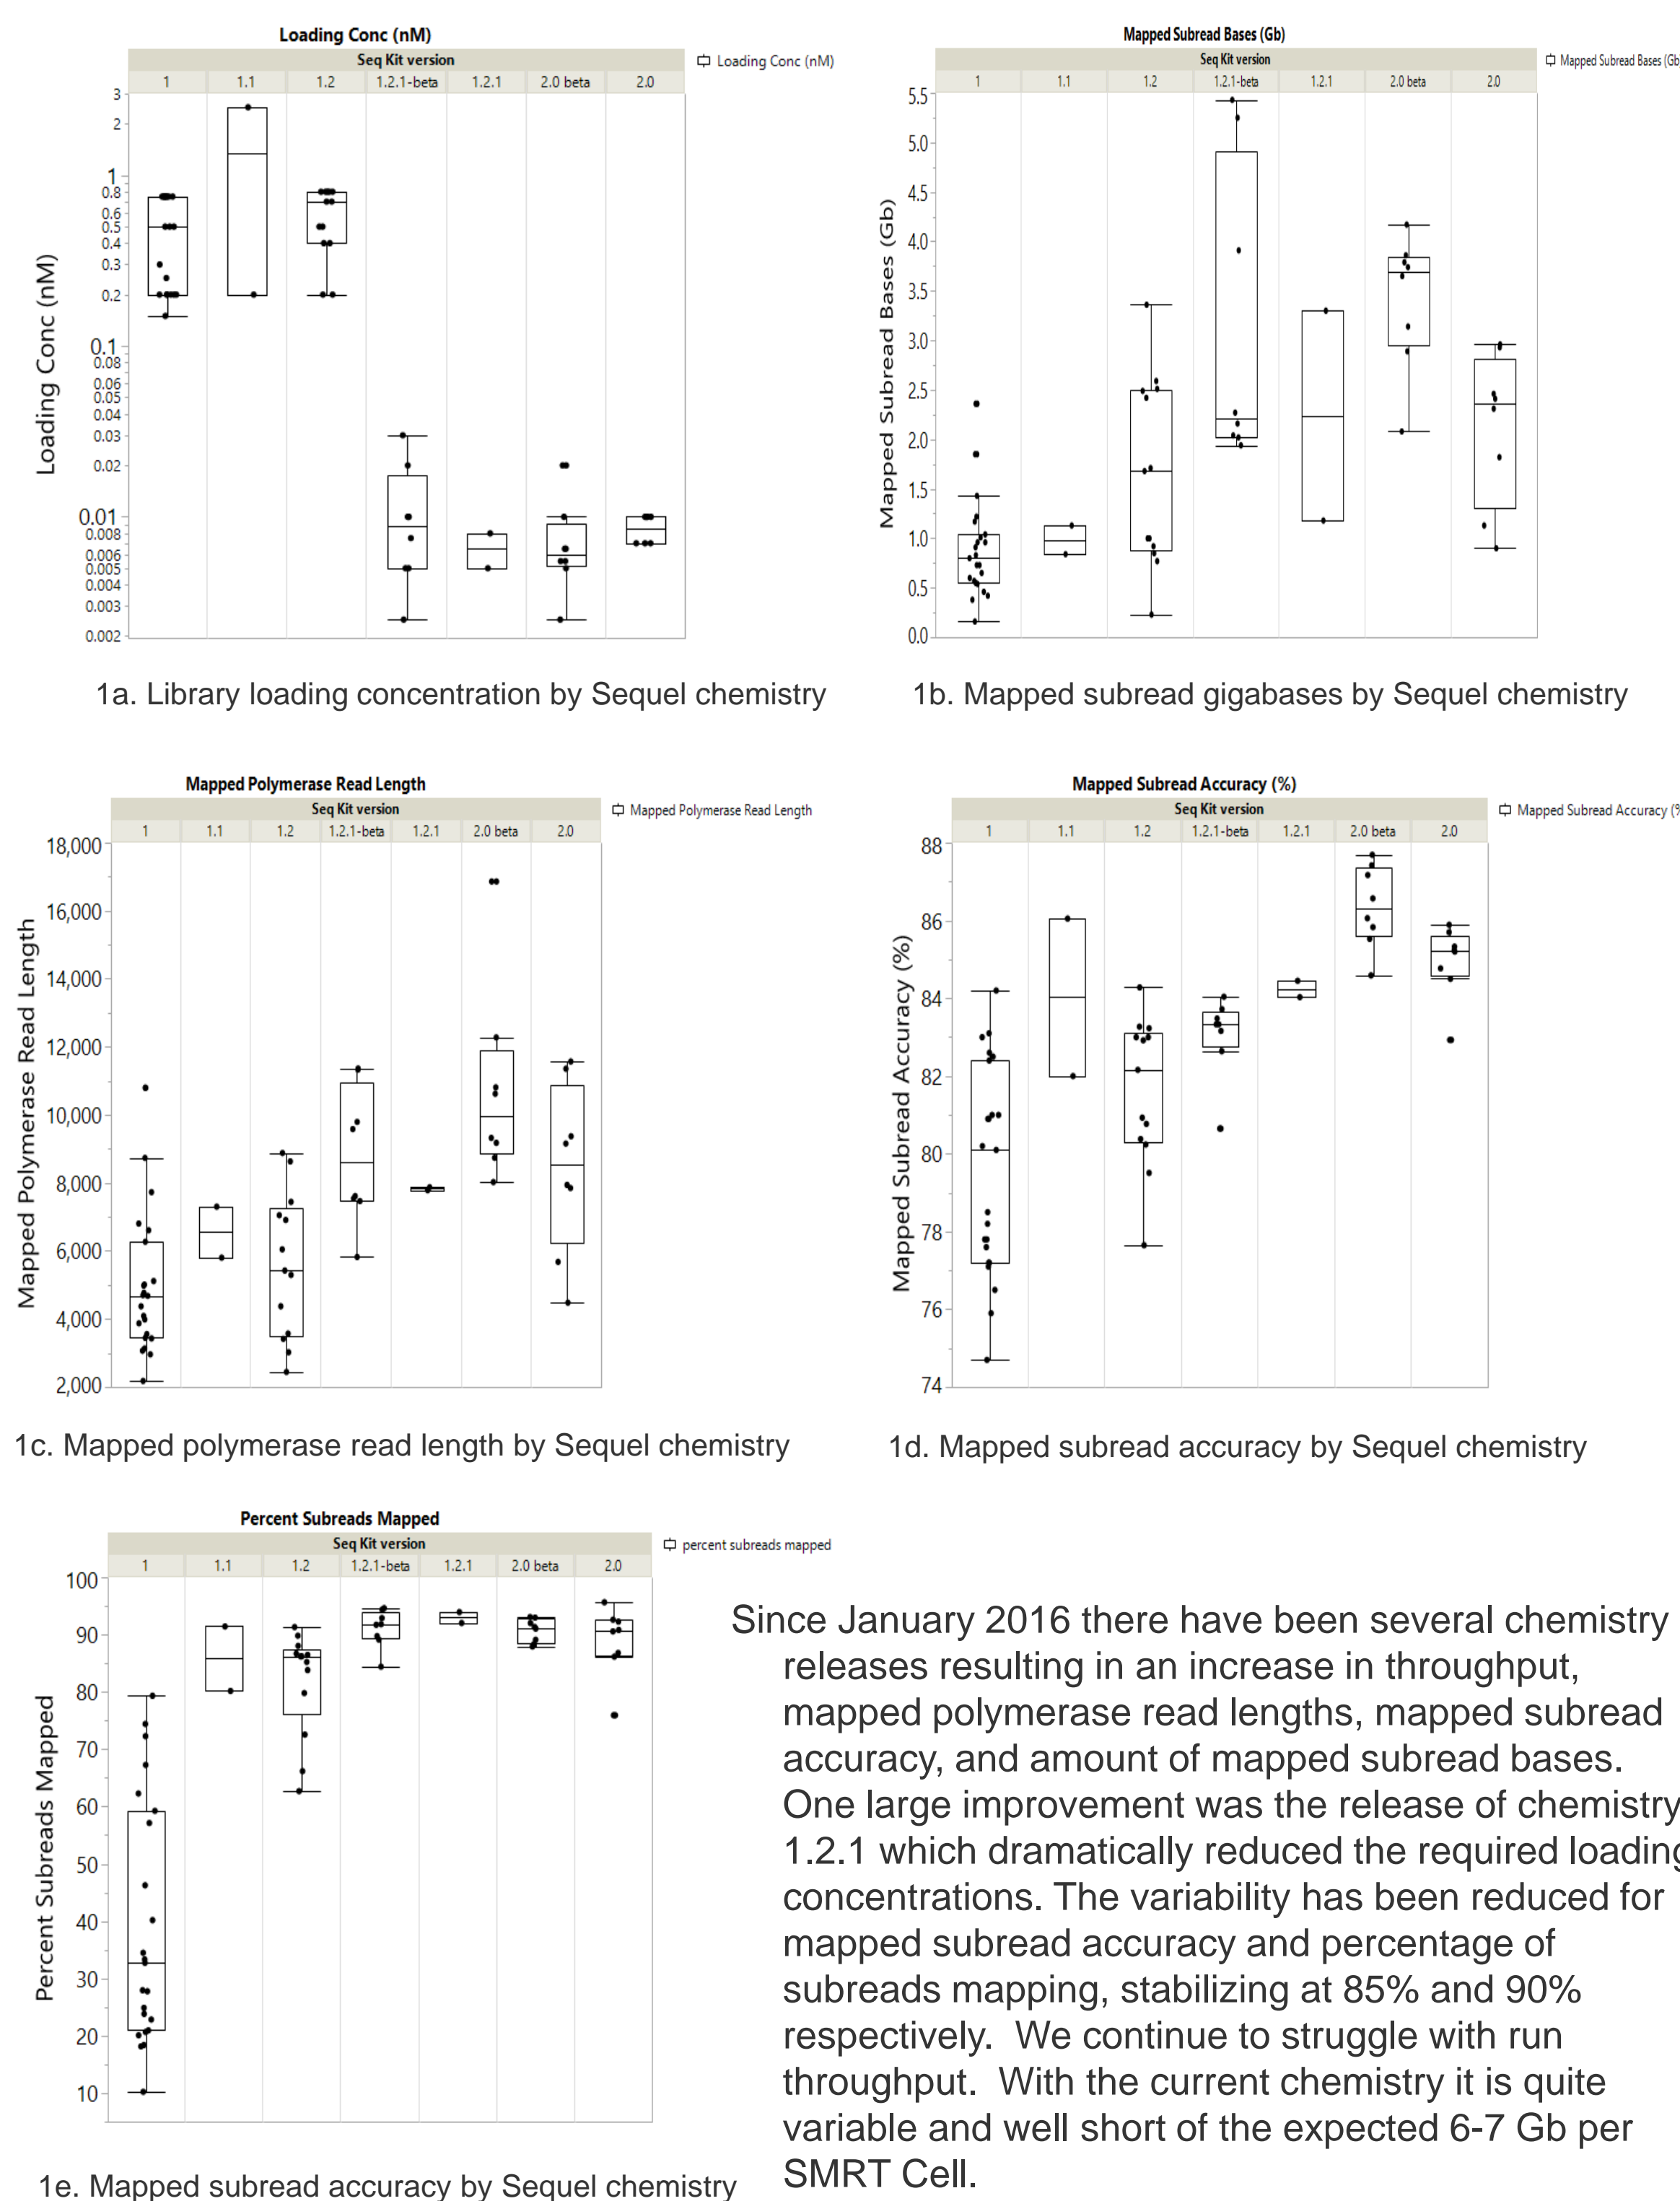 Loading Conc (nM)
Seq Kit version
Loading Conc (nM)
1 1.1 1.2 1.2.1-beta 1.2.1 2.0 beta 2.0
3
2
1
0.8
0.6
0.5
0.4
0.3
0.2
0.1
0.08
0.06
0.05
0.04
0.03
0.02
0.01
0.008
0.006
0.005
0.004
0.003
0.002
Loading Conc (nM)
1a. Library loading concentration by Sequel chemistry
Mapped Subread Bases (Gb)
Seq Kit version
Mapped Subread Bases (Gb
1 1.1 1.2 1.2.1-beta 1.2.1 2.0 beta 2.0
5.5
5.0
4.5
4.0
3.5
3.0
2.5
2.0
1.5
1.0
0.5
0.0
Mapped Subread Bases (Gb)
1b. Mapped subread gigabases by Sequel chemistry
Mapped Polymerase Read Length
Seq Kit version
Mapped Polymerase Read Length
1 1.1 1.2 1.2.1-beta 1.2.1 2.0 beta 2.0
18,000
16,000
14,000
12,000
10,000
8,000
6,000
4,000
2,000
Mapped Polymerase Read Length
1c. Mapped polymerase read length by Sequel chemistry
Mapped Subread Accuracy (%)
Seq Kit version
Mapped Subread Accuracy (%
1 1.1 1.2 1.2.1-beta 1.2.1 2.0 beta 2.0
88
86
84
82
80
78
76
74
Mapped Subread Accuracy (%)
1d. Mapped subread accuracy by Sequel chemistry
Percent Subreads Mapped
Seq Kit version
percent subreads mapped
1 1.1 1.2 1.2.1-beta 1.2.1 2.0 beta 2.0
100
90
80
70
60
50
40
30
20
10
Percent Subreads Mapped
1e. Mapped subread accuracy by Sequel chemistry
Since January 2016 there have been several chemistry
releases resulting in an increase in throughput,
mapped polymerase read lengths, mapped subread
accuracy, and amount of mapped subread bases.
One large improvement was the release of chemistry
1.2.1 which dramatically reduced the required loading
concentrations. The variability has been reduced for
mapped subread accuracy and percentage of
subreads mapping, stabilizing at 85% and 90%
respectively. We continue to struggle with run
throughput. With the current chemistry it is quite
variable and well short of the expected 6-7 Gb per
SMRT Cell.